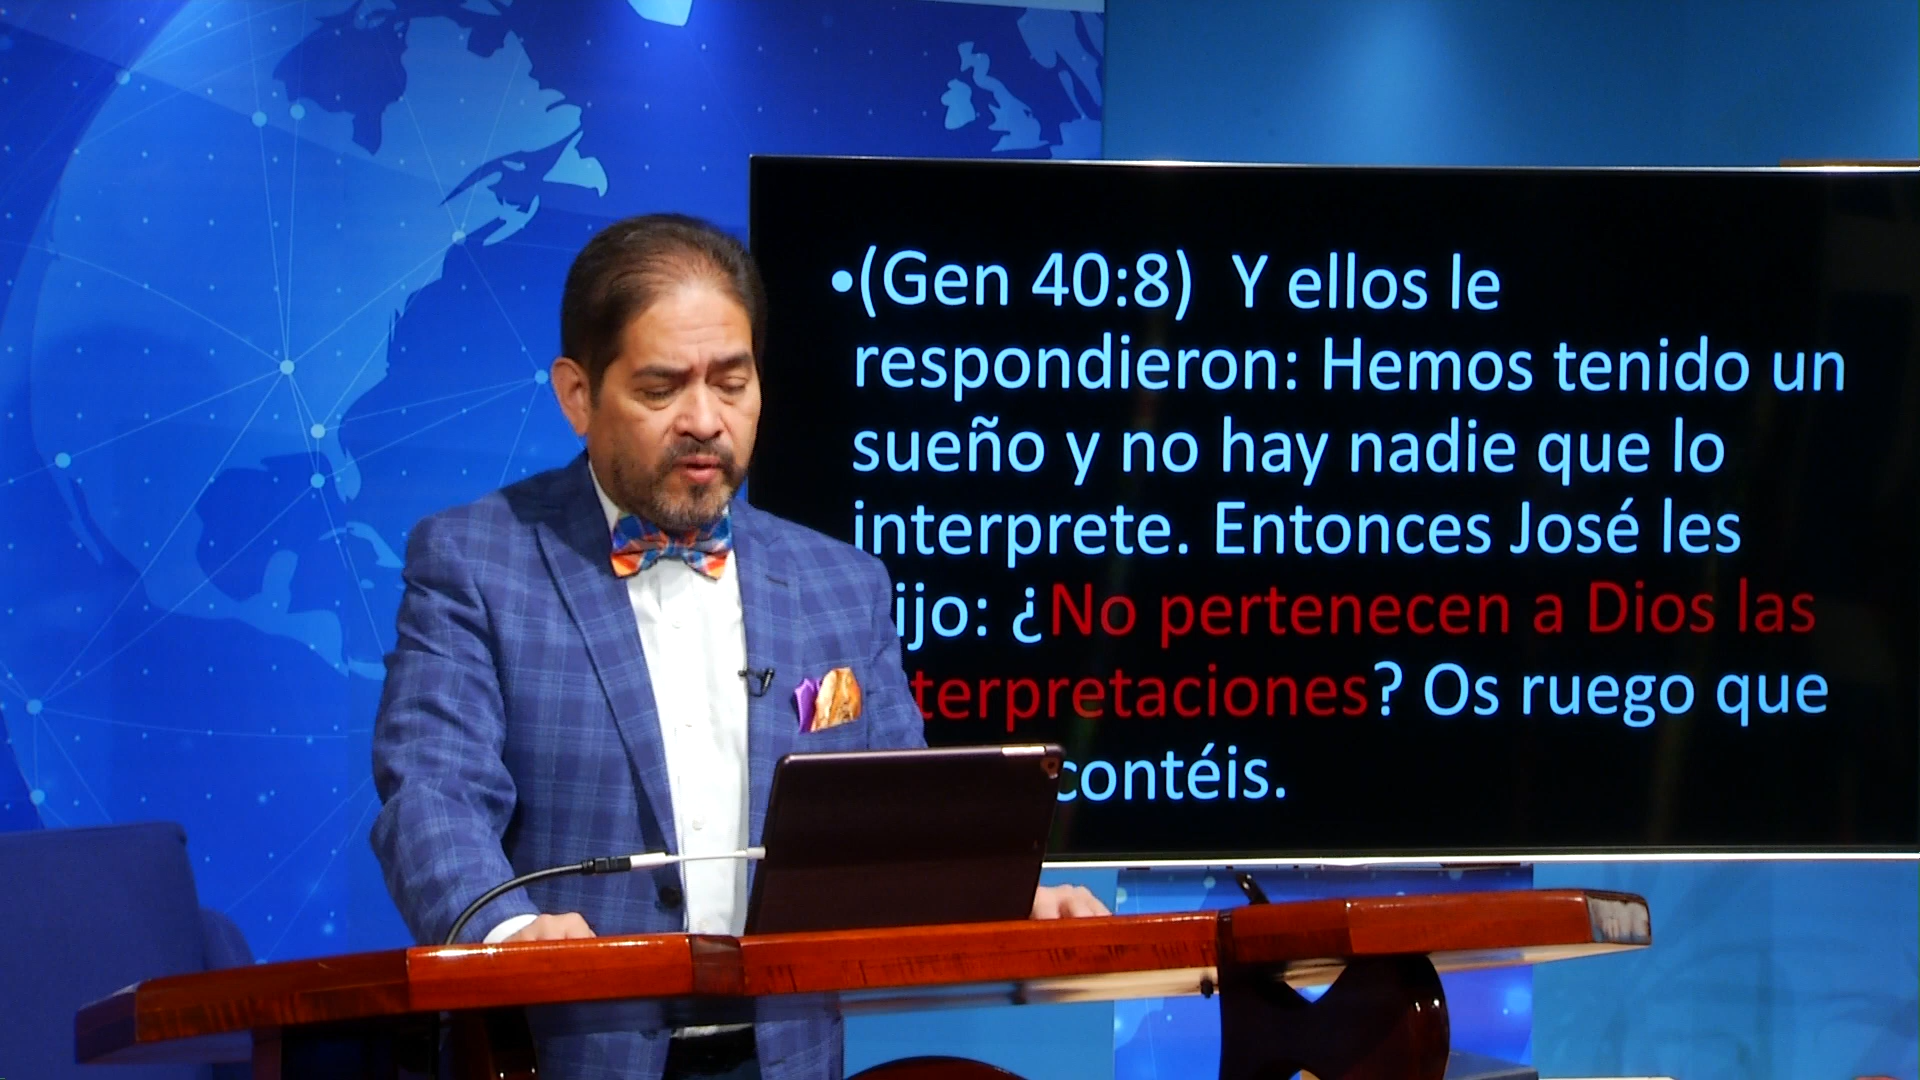 •(Gen 40:8) Y ellos le
respondieron: Hemos tenido un
sueño y no hay nadie que lo
interprete. Entonces José les
ijo: ¿No pertenecen a Dios las
terpretaciones? Os ruego que
contéis.